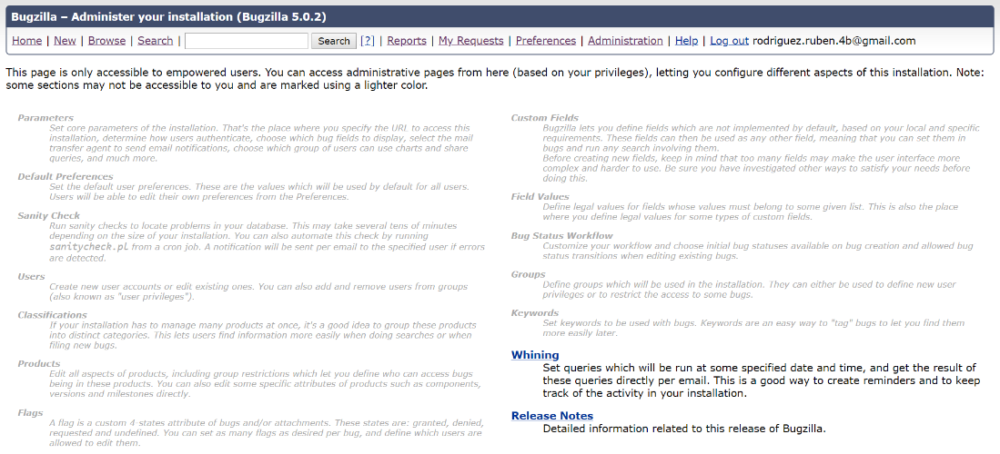 Bugzilla – Administer your installation (Bugzilla 5.0.2)
Home | New | Browse | Search | Search [?] | Reports | My Requests | Preferences | Administration | Help | Log out rodriguez.ruben.4b@gmail.com
This page is only accessible to empowered users. You can access administrative pages from here (based on your privileges), letting you configure different aspects of this installation. Note:
some sections may not be accessible to you and are marked using a lighter color.
Parameters
Set core parameters of the installation. That's the place where you specify the URL to access this
installation, determine how users authenticate, choose which bug fields to display, select the mail
transfer agent to send email notifications, choose which group of users can use charts and share
queries, and much more.
Default Preferences
Set the default user preferences. These are the values which will be used by default for all users.
Users will be able to edit their own preferences from the Preferences.
Sanity Check
Run sanity checks to locate problems in your database. This may take several tens of minutes
depending on the size of your installation. You can also automate this check by running
sanitycheck.pl from a cron job. A notification will be sent per email to the specified user if errors
are detected.
Users
Create new user accounts or edit existing ones. You can also add and remove users from groups
(also known as "user privileges").
Classifications
If your installation has to manage many products at once, it's a good idea to group these products
into distinct categories. This lets users find information more easily when doing searches or when
filing new bugs.
Products
Edit all aspects of products, including group restrictions which let you define who can access bugs
being in these products. You can also edit some specific attributes of products such as components,
versions and milestones directly.
Flags
A flag is a custom 4-states attribute of bugs and/or attachments. These states are: granted, denied,
requested and undefined. You can set as many flags as desired per bug, and define which users are
allowed to edit them.
Custom Fields
Bugzilla lets you define fields which are not implemented by default, based on your local and specific
requirements. These fields can then be used as any other field, meaning that you can set them in
bugs and run any search involving them.
Before creating new fields, keep in mind that too many fields may make the user interface more
complex and harder to use. Be sure you have investigated other ways to satisfy your needs before
doing this.
Field Values
Define legal values for fields whose values must belong to some given list. This is also the place
where you define legal values for some types of custom fields.
Bug Status Workflow
Customize your workflow and choose initial bug statuses available on bug creation and allowed bug
status transitions when editing existing bugs.
Groups
Define groups which will be used in the installation. They can either be used to define new user
privileges or to restrict the access to some bugs.
Keywords
Set keywords to be used with bugs. Keywords are an easy way to "tag" bugs to let you find them
more easily later.
Whining
Set queries which will be run at some specified date and time, and get the result of
these queries directly per email. This is a good way to create reminders and to keep
track of the activity in your installation.
Release Notes
Detailed information related to this release of Bugzilla.